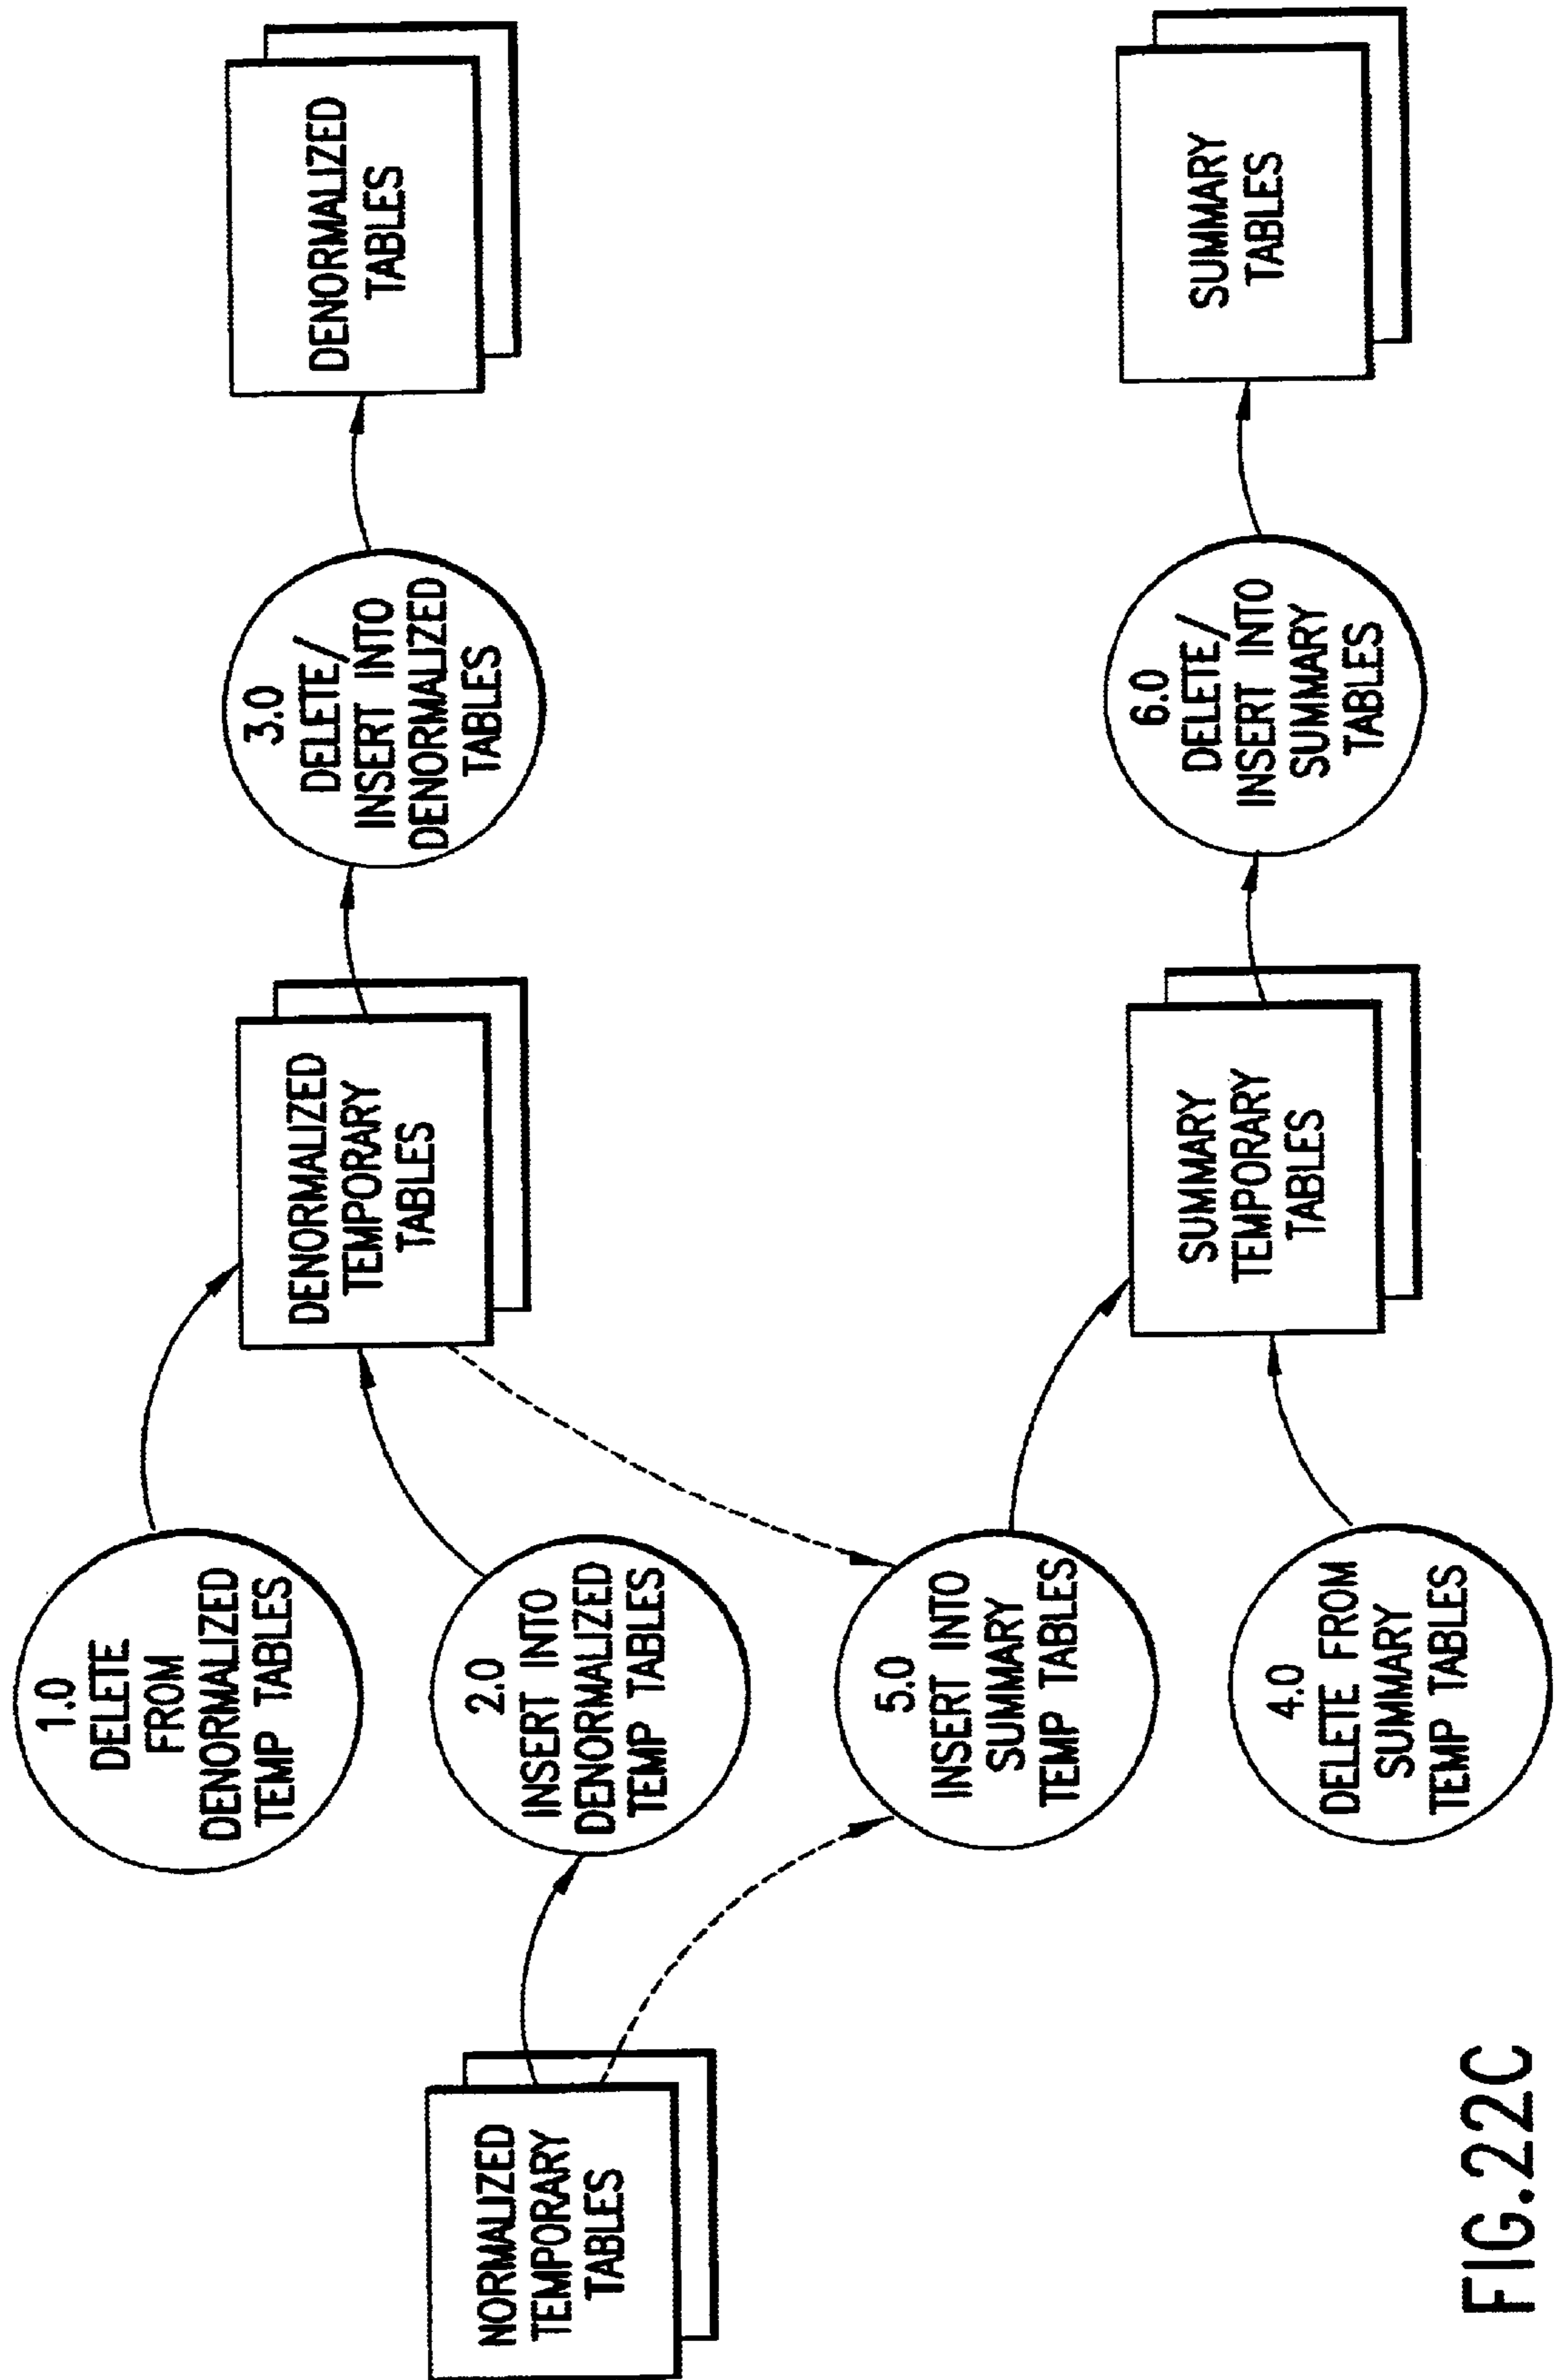 1.0
DELETE
FROM
DENORMALIZED
TEMP TABLES
DENORMALIZED
TEMPORARY
TABLES
3.0
DELETE/
INSERT INTO
DENORMALIZED
TABLES
DENORMALIZED
TABLES
NORMALIZED
TEMPORARY
TABLES
2.0
INSERT INTO
DENORMALIZED
TEMP TABLES
5.0
INSERT INTO
SUMMARY
TEMP TABLES
SUMMARY
TEMPORARY
TABLES
6.0
DELETE/
INSERT INTO
SUMMARY
TABLES
SUMMARY
TABLES
4.0
DELETE FROM
SUMMARY
TEMP TABLES
FIG.22C